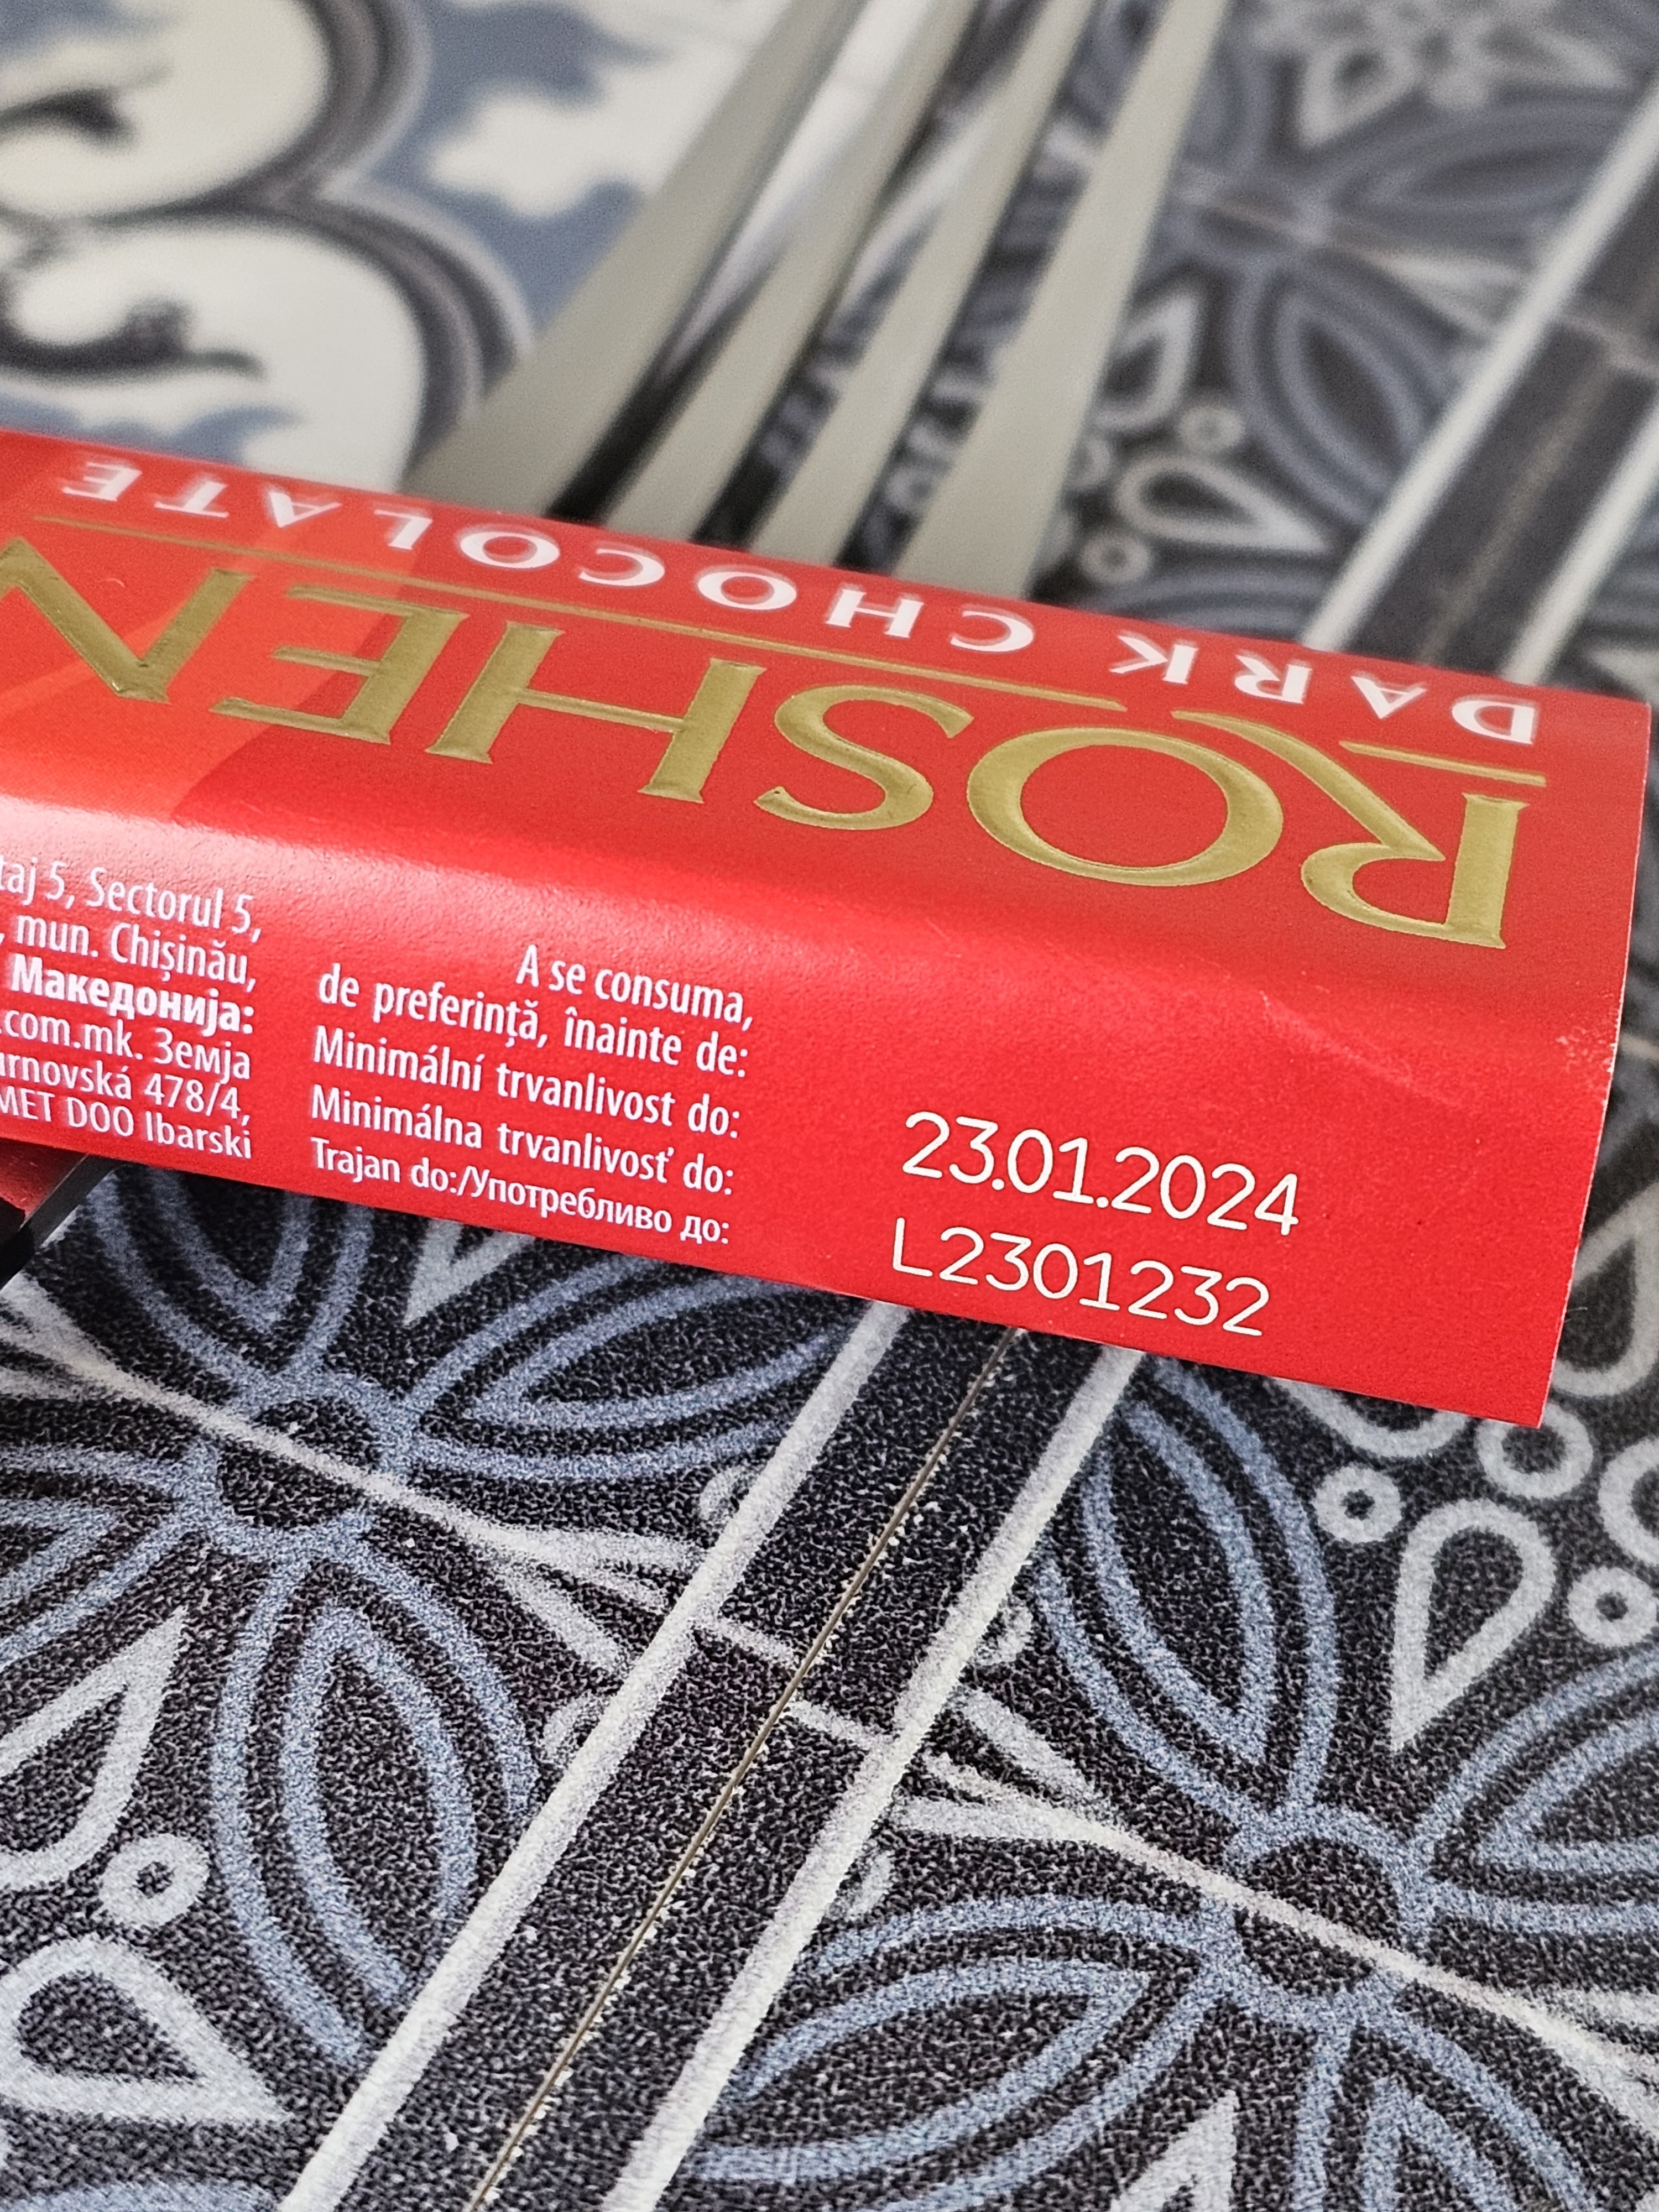 DARK CHOCOLATE
ROSHEN
taj 5, Sectorul 5,
, mun. Chișinău,
Македонија:
.com.mk. Земја
arnovská 478/4,
MET DOO Ibarski
A se consuma,
de preferință, înainte de:
Minimální trvanlivost do:
Minimálna trvanlivosť do:
Trajan do:/Употребливо до:
23.01.2024
L2301232